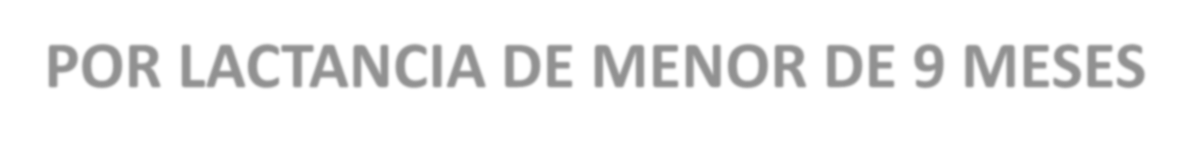 POR LACTANCIA DE MENOR DE 9 MESES